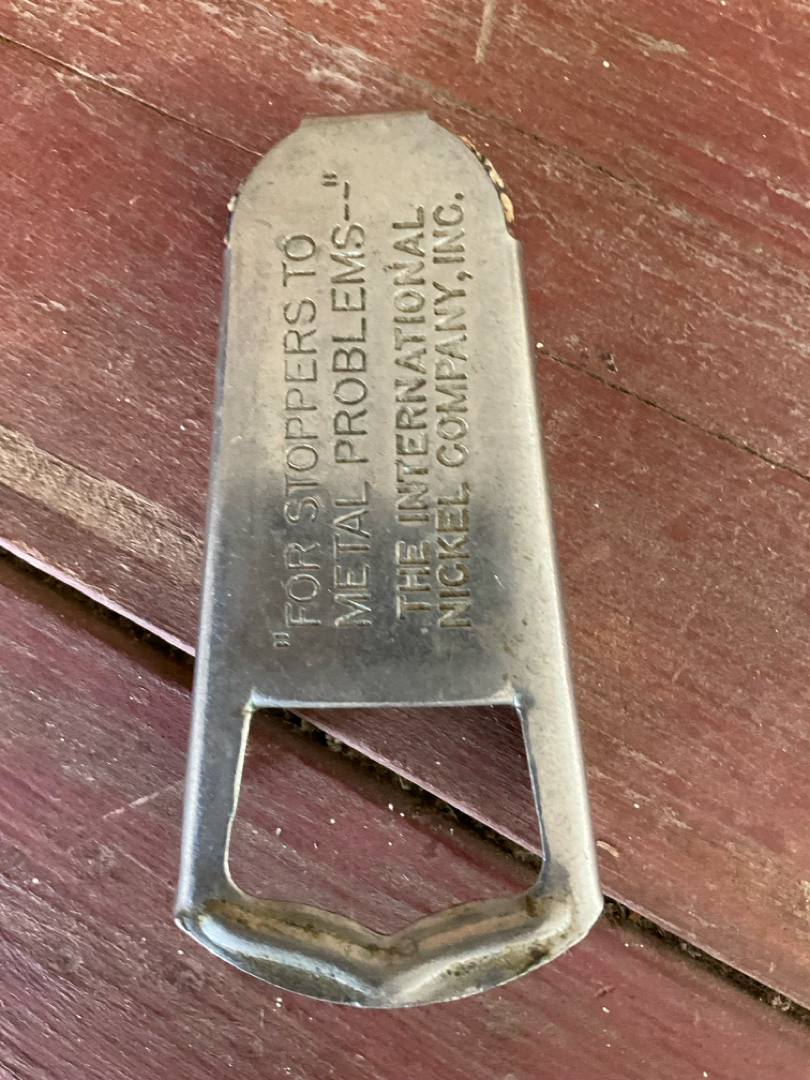 "FOR STOPPERS TO
METAL PROBLEMS--"
THE INTERNATIONAL
NICKEL COMPANY, INC.